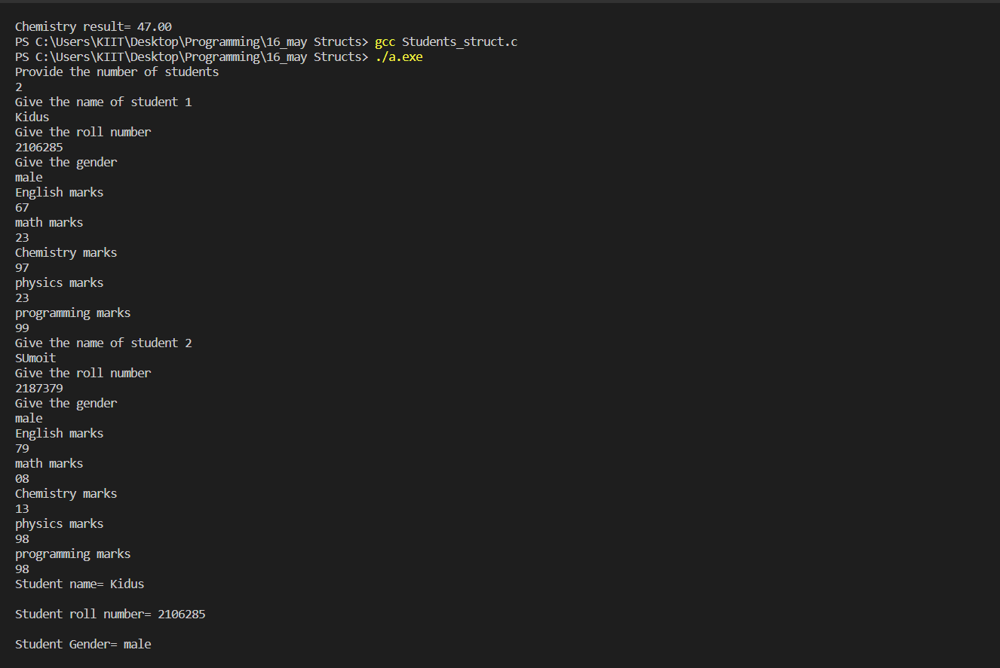 Chemistry result= 47.00
PS C:\Users\KIIT\Desktop\Programming\16_may Structs> gcc Students_struct.c
PS C:\Users\KIIT\Desktop\Programming\16_may Structs> ./a.exe
Provide the number of students
2
Give the name of student 1
Kidus
Give the roll number
2106285
Give the gender
male
English marks
67
math marks
23
Chemistry marks
97
physics marks
23
programming marks
99
Give the name of student 2
SUmoit
Give the roll number
2187379
Give the gender
male
English marks
79
math marks
08
Chemistry marks
13
physics marks
98
programming marks
98
Student name= Kidus
Student roll number= 2106285
Student Gender= male